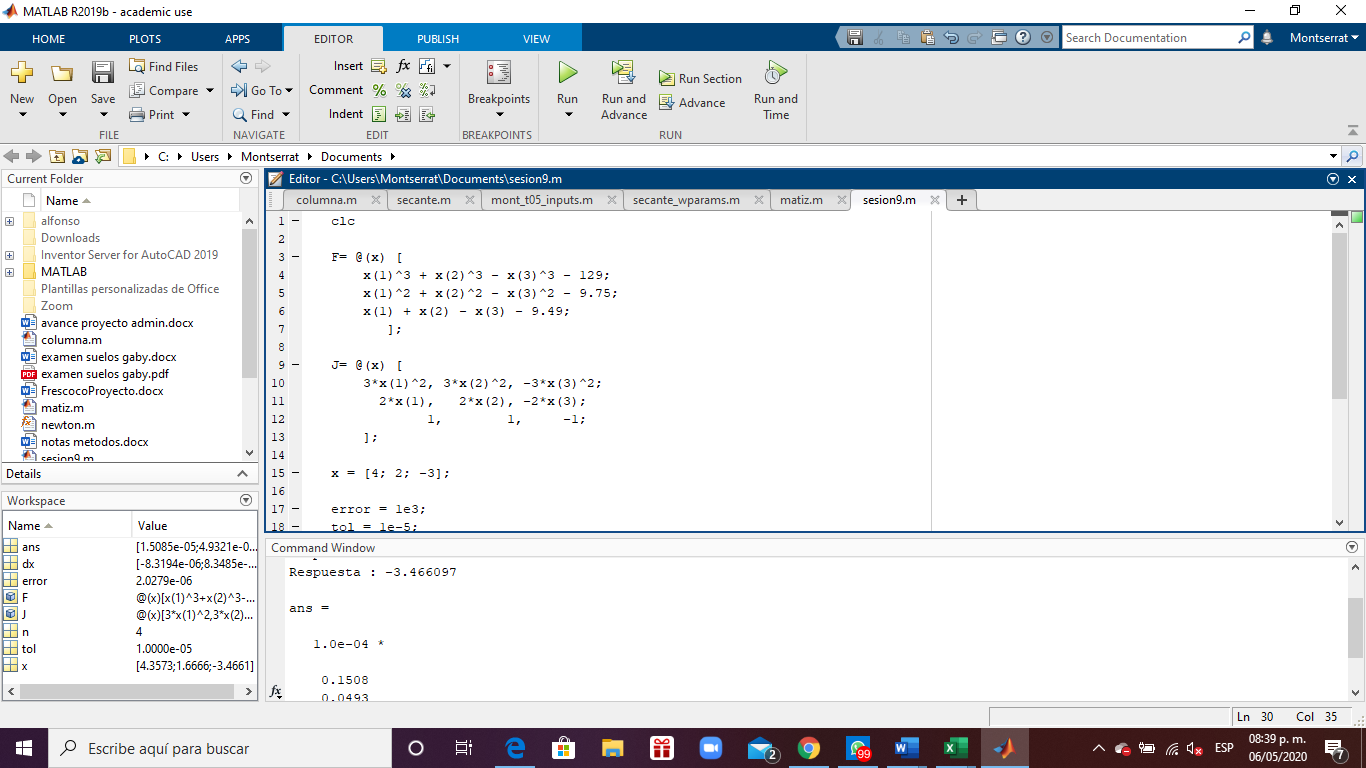 MATLAB R2019b - academic use
HOME PLOTS APPS EDITOR PUBLISH VIEW Search Documentation Montserrat
New Open Save Find Files Compare Print FILE
Go To Find NAVIGATE
Insert fx Comment Indent EDIT
Breakpoints BREAKPOINTS
Run Run and Advance Run Section Advance Run and Time RUN
C: Users Montserrat Documents
Current Folder
Name
alfonso
Downloads
Inventor Server for AutoCAD 2019
MATLAB
Plantillas personalizadas de Office
Zoom
avance proyecto admin.docx
columna.m
examen suelos gaby.docx
examen suelos gaby.pdf
FrescocoProyecto.docx
matiz.m
newton.m
notas metodos.docx
sesion9.m
Details
Workspace
Name Value
ans [1.5085e-05;4.9321e-0...
dx [-8.3194e-06;8.3485e-...
error 2.0279e-06
F @(x)[x(1)^3+x(2)^3-...
J @(x)[3*x(1)^2,3*x(2)...
n 4
tol 1.0000e-05
x [4.3573;1.6666;-3.4661]
Editor - C:\Users\Montserrat\Documents\sesion9.m
columna.m secante.m mont_t05_inputs.m secante_wparams.m matiz.m sesion9.m
1 clc
2
3 F= @(x) [
4 x(1)^3 + x(2)^3 - x(3)^3 - 129;
5 x(1)^2 + x(2)^2 - x(3)^2 - 9.75;
6 x(1) + x(2) - x(3) - 9.49;
7 ];
8
9 J= @(x) [
10 3*x(1)^2, 3*x(2)^2, -3*x(3)^2;
11 2*x(1), 2*x(2), -2*x(3);
12 1, 1, -1;
13 ];
14
15 x = [4; 2; -3];
16
17 error = 1e3;
18 tol = 1e-5;
Command Window
Respuesta : -3.466097
ans =
1.0e-04 *
0.1508
0.0493
fx
Ln 30 Col 35
Escribe aquí para buscar
2
99
ESP
08:39 p. m.
06/05/2020
7